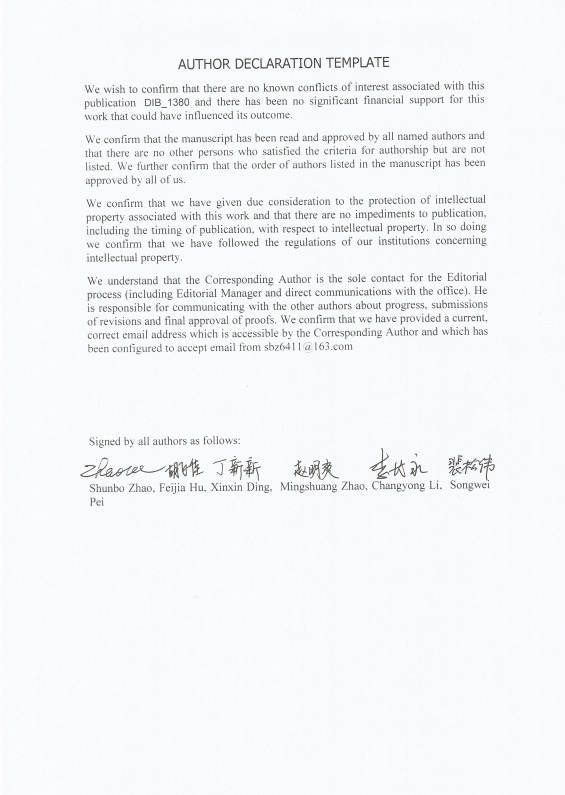 AUTHOR DECLARATION TEMPLATE
We wish to confirm that there are no known conflicts of interest associated with this
publication DIB_1380 and there has been no significant financial support for this
work that could have influenced its outcome.
We confirm that the manuscript has been read and approved by all named authors and
that there are no other persons who satisfied the criteria for authorship but are not
listed. We further confirm that the order of authors listed in the manuscript has been
approved by all of us.
We confirm that we have given due consideration to the protection of intellectual
property associated with this work and that there are no impediments to publication,
including the timing of publication, with respect to intellectual property. In so doing
we confirm that we have followed the regulations of our institutions concerning
intellectual property.
We understand that the Corresponding Author is the sole contact for the Editorial
process (including Editorial Manager and direct communications with the office). He
is responsible for communicating with the other authors about progress, submissions
of revisions and final approval of proofs. We confirm that we have provided a current,
correct email address which is accessible by the Corresponding Author and which has
been configured to accept email from sbz6411@163.com
Signed by all authors as follows:
丁新新 赵明爽 李长永 裴松伟
Shunbo Zhao, Feijia Hu, Xinxin Ding, Mingshuang Zhao, Changyong Li, Songwei
Pei